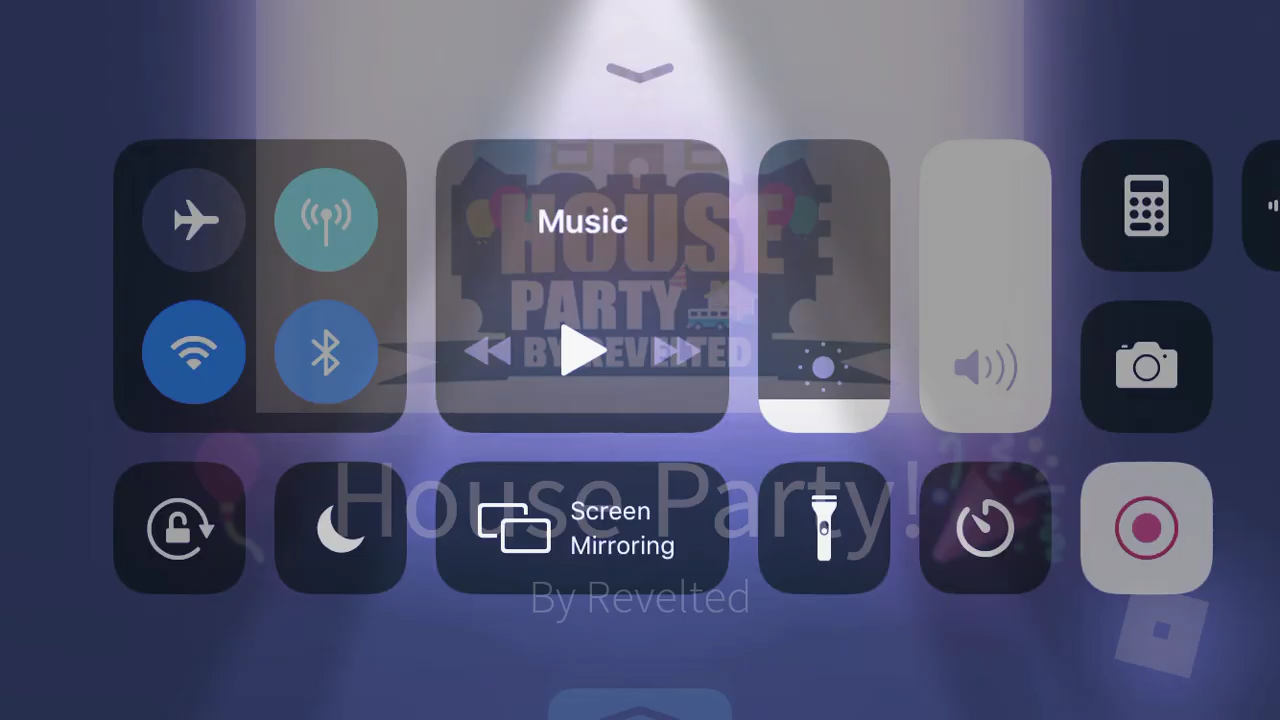 Music
HOUSE
PARTY
BY REVELTED
House Party!
Screen
Mirroring
By Revelted